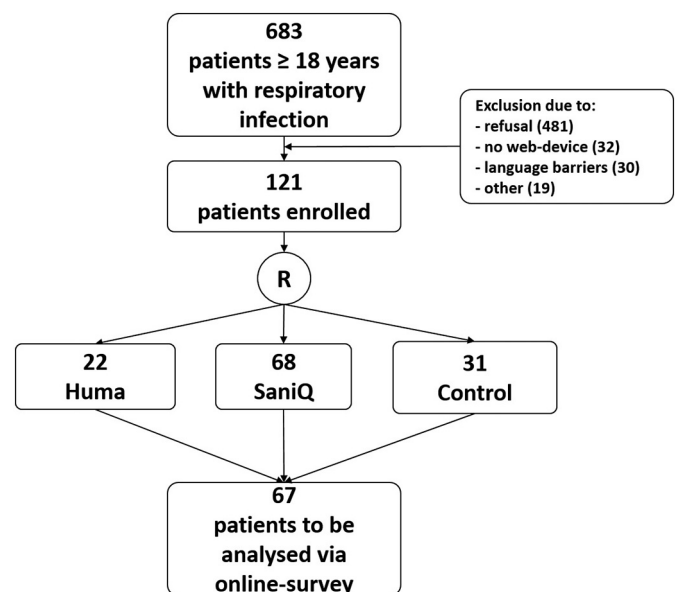 683
patients ≥ 18 years
with respiratory
infection
Exclusion due to:
- refusal (481)
- no web-device (32)
- language barriers (30)
- other (19)
121
patients enrolled
R
22
Huma
68
SaniQ
31
Control
67
patients to be
analysed via
online-survey